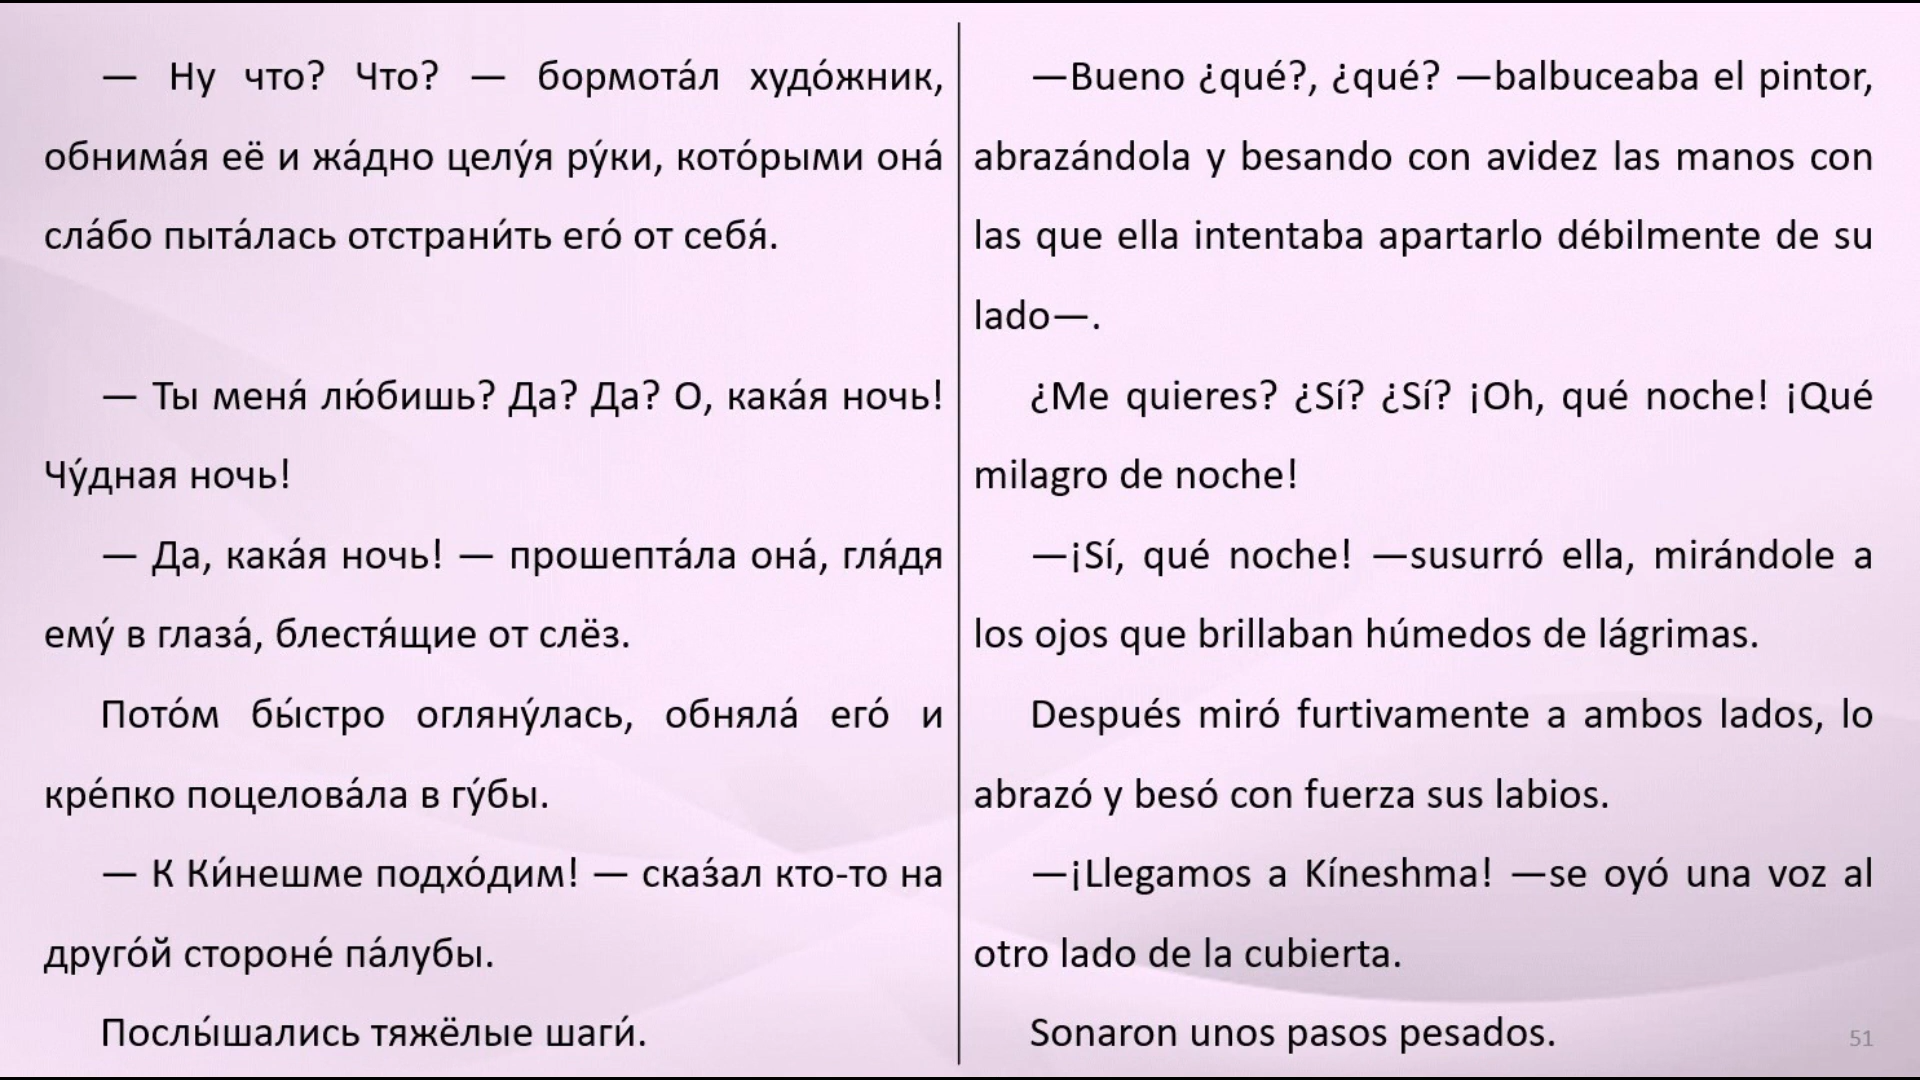 — Ну что? Что? — бормота́л худо́жник,
обнима́я её и жа́дно целу́я ру́ки, кото́рыми она́
сла́бо пыта́лась отстрани́ть его́ от себя́.
— Ты меня́ лю́бишь? Да? Да? О, кака́я ночь!
Чу́дная ночь!
— Да, кака́я ночь! — прошепта́ла она́, гля́дя
ему́ в глаза́, блестя́щие от слёз.
Пото́м бы́стро огляну́лась, обняла́ его́ и
кре́пко поцелова́ла в гу́бы.
— К Ки́нешме подхо́дим! — сказ́ал кто-то на
друго́й стороне́ па́лубы.
Послы́шались тяжёлые шаги́.
—Bueno ¿qué?, ¿qué? —balbuceaba el pintor,
abrazándola y besando con avidez las manos con
las que ella intentaba apartarlo débilmente de su
lado—.
¿Me quieres? ¿Sí? ¿Sí? ¡Oh, qué noche! ¡Qué
milagro de noche!
—¡Sí, qué noche! —susurró ella, mirándole a
los ojos que brillaban húmedos de lágrimas.
Después miró furtivamente a ambos lados, lo
abrazó y besó con fuerza sus labios.
—¡Llegamos a Kíneshma! —se oyó una voz al
otro lado de la cubierta.
Sonaron unos pasos pesados.
51